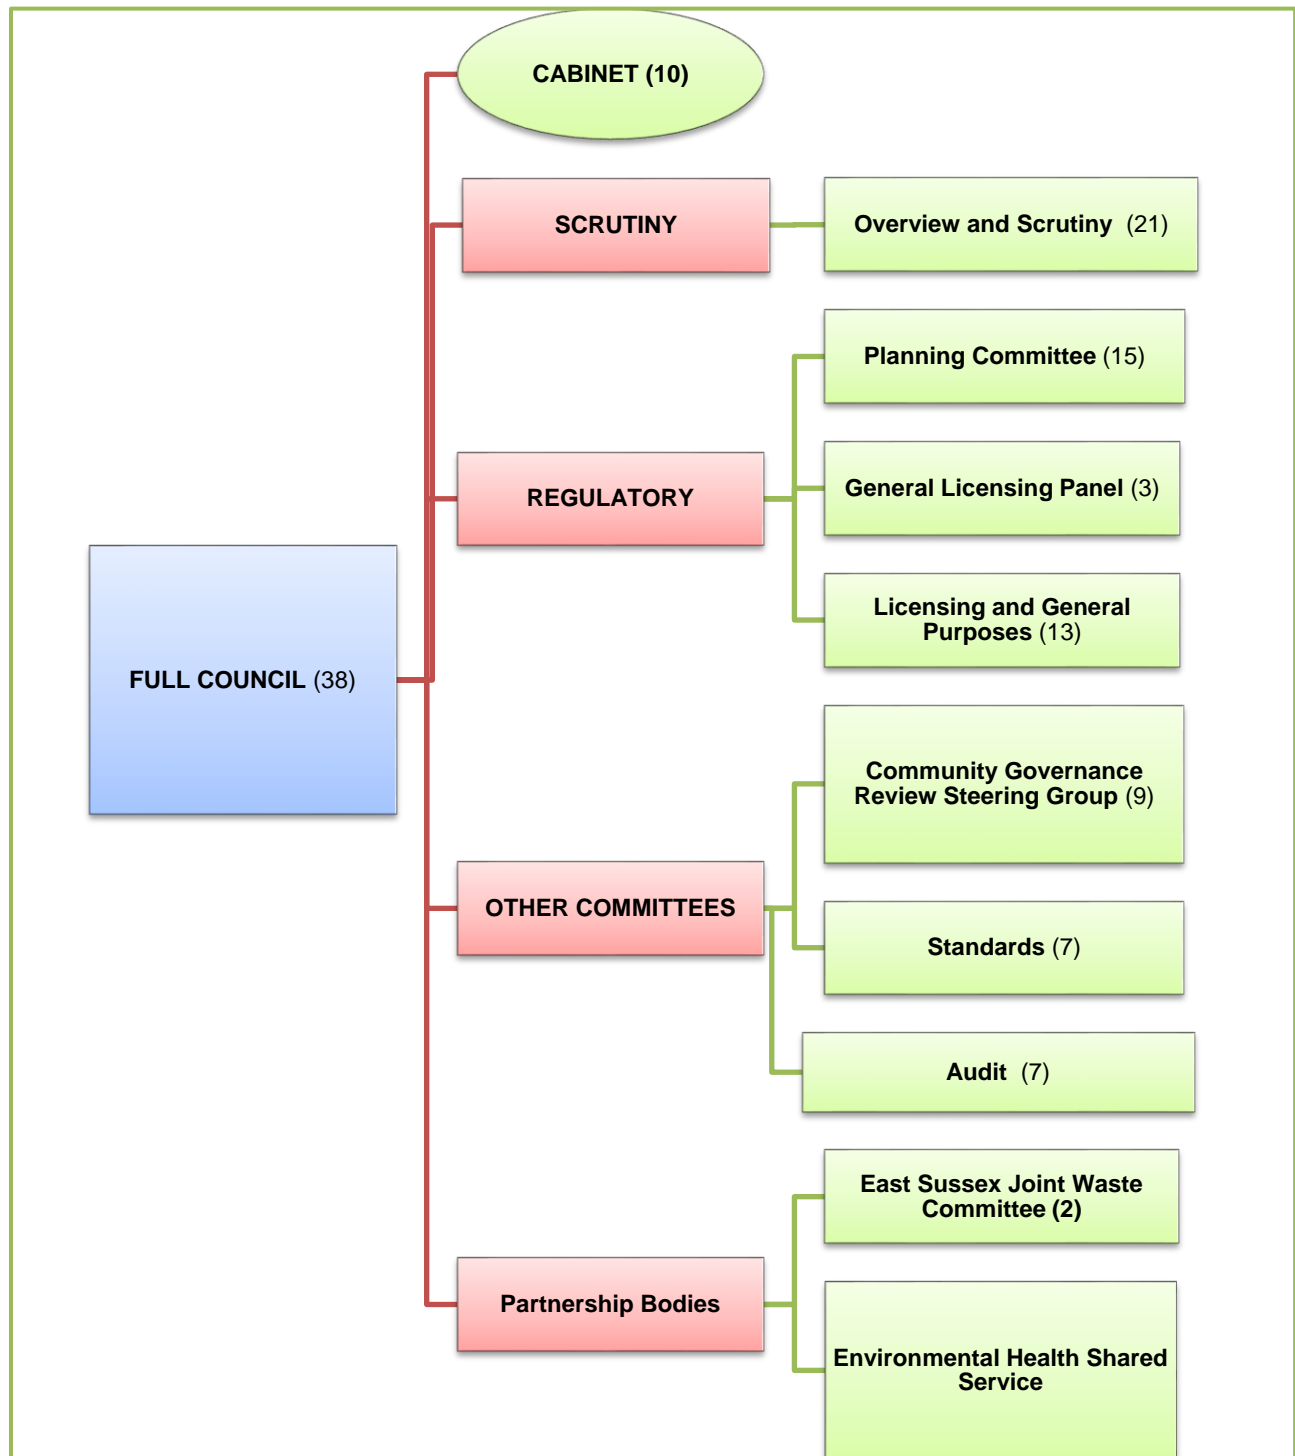 CABINET (10)
SCRUTINY
Overview and Scrutiny (21)
Planning Committee (15)
REGULATORY
General Licensing Panel (3)
Licensing and General
Purposes (13)
FULL COUNCIL (38)
Community Governance
Review Steering Group (9)
OTHER COMMITTEES
Standards (7)
Audit (7)
East Sussex Joint Waste
Committee (2)
Partnership Bodies
Environmental Health Shared
Service